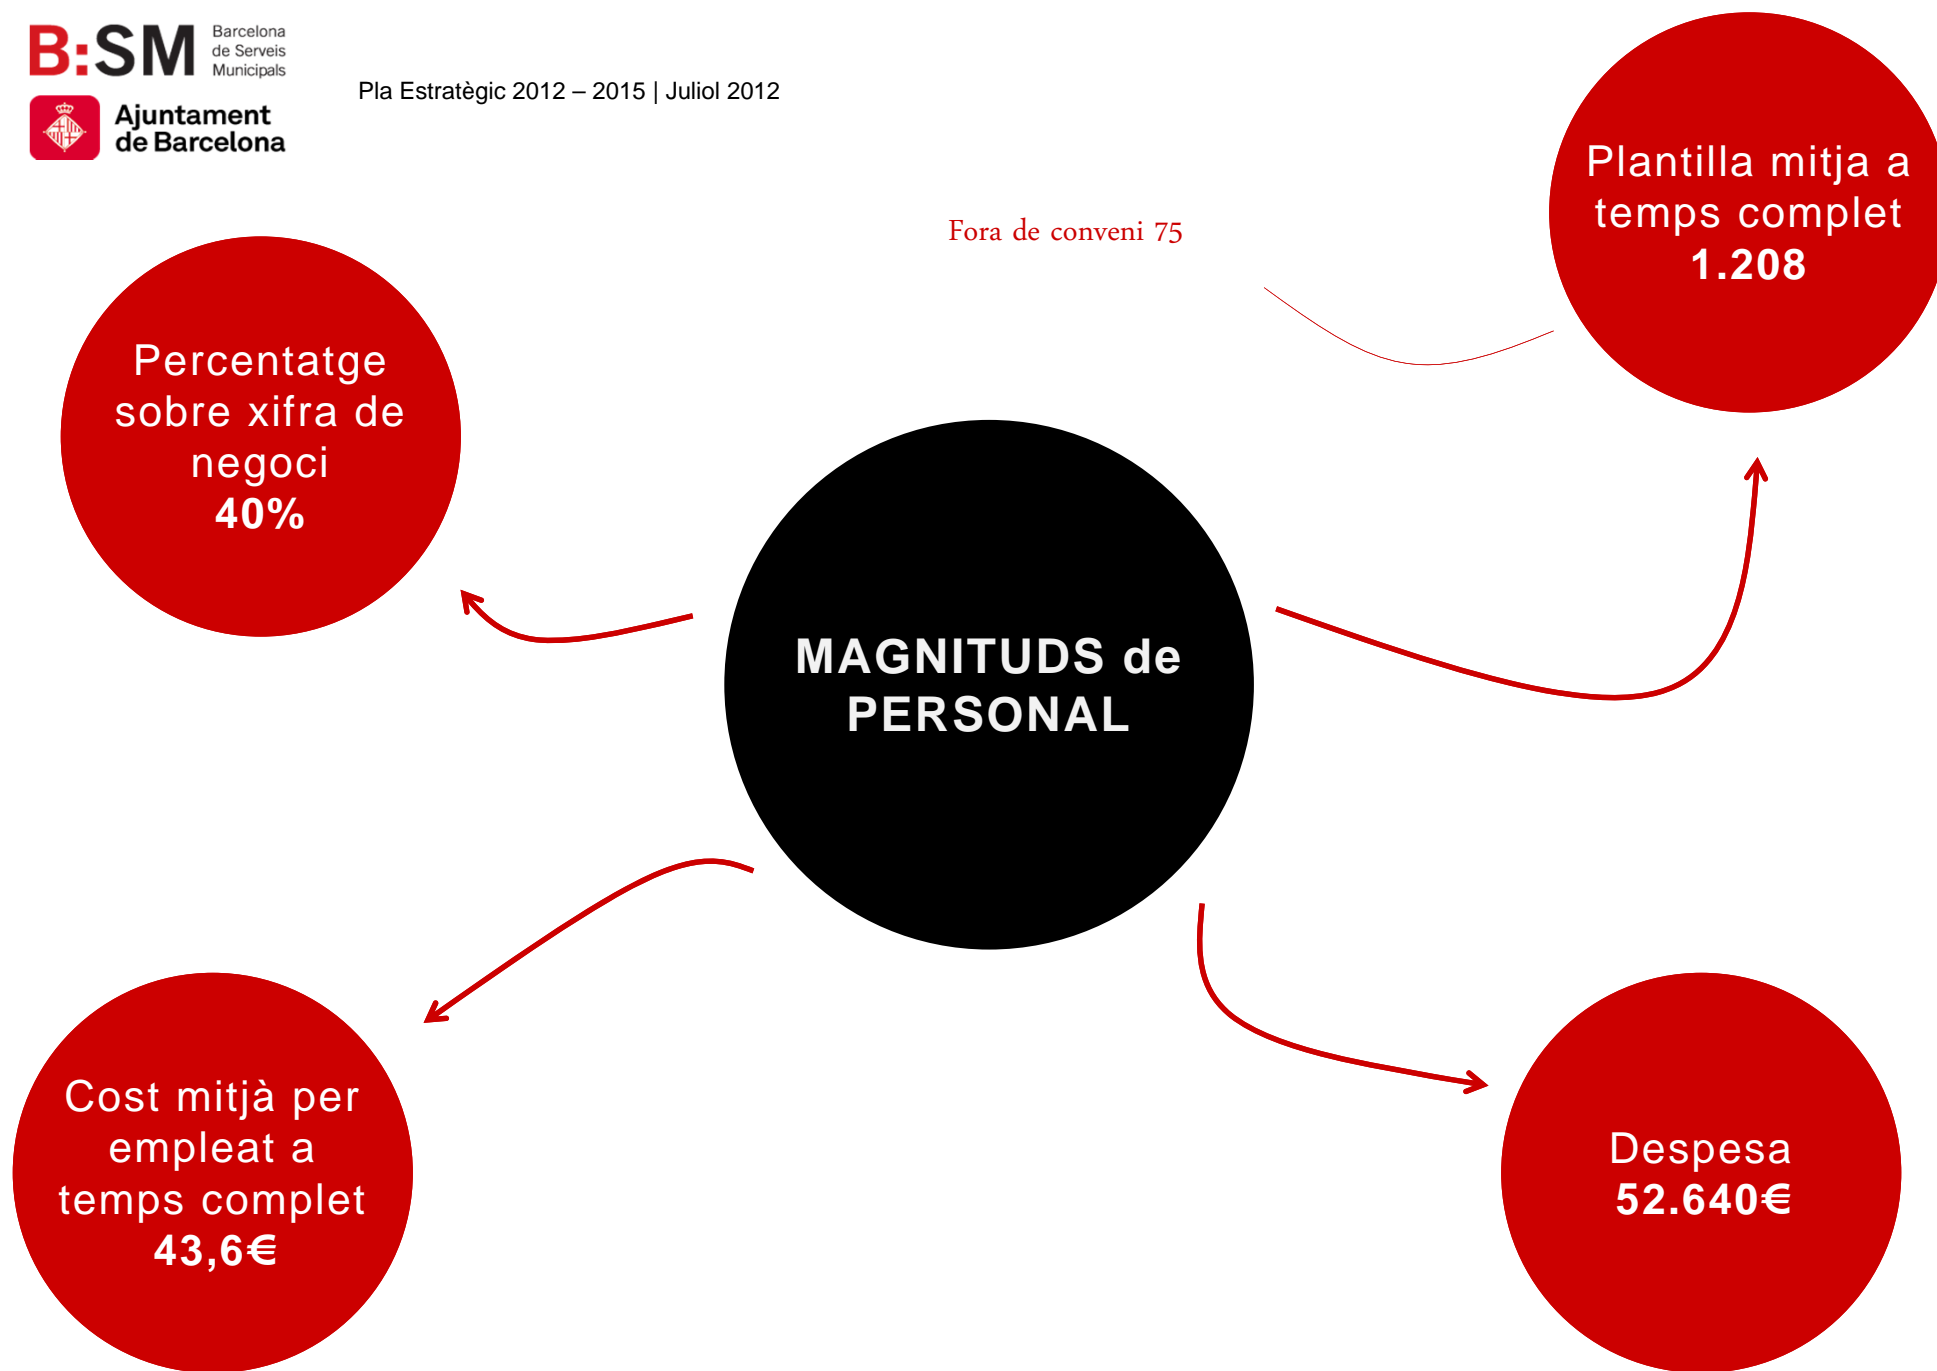 B:SM
Barcelona
de Serveis
Municipals
Ajuntament
de Barcelona
Pla Estratègic 2012 – 2015 | Juliol 2012
Plantilla mitja a
temps complet
1.208
Fora de conveni 75
Percentatge
sobre xifra de
negoci
40%
MAGNITUDS de
PERSONAL
Cost mitjà per
empleat a
temps complet
43,6€
Despesa
52.640€